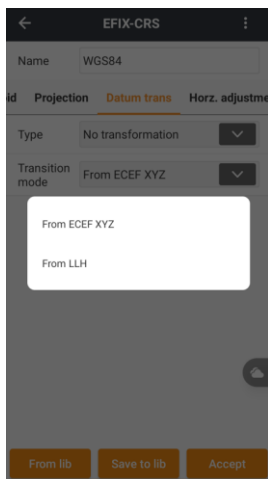 EFIX-CRS
Name WGS84
id Projection Datum trans Horz. adjustme
Type No transformation
Transition
mode From ECEF XYZ
From ECEF XYZ
From LLH
From lib Save to lib Accept